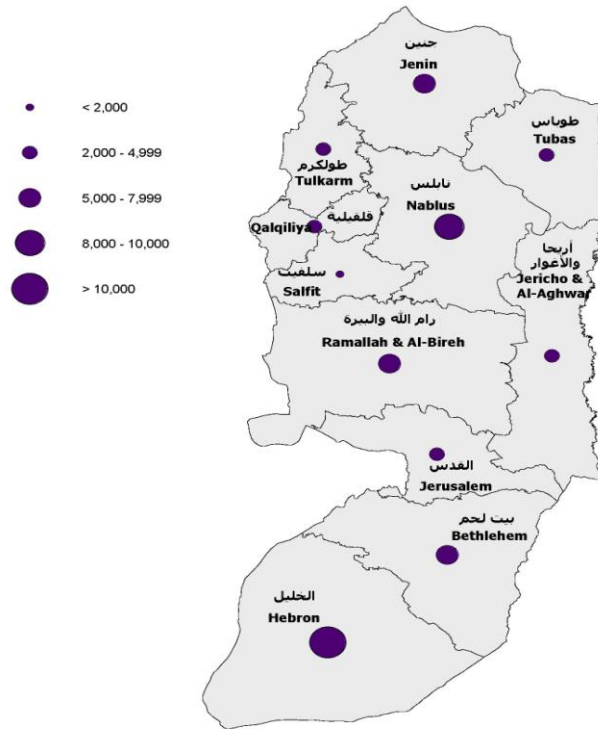 < 2,000
2,000 - 4,999
5,000 - 7,999
8,000 - 10,000
> 10,000
جنين
Jenin
طوباس
Tubas
طولكرم
Tulkarm
نابلس
Nablus
قلقيلية
Qalqiliya
أريحا
والأغوار
Jericho &
Al-Aghwar
سلفيت
Salfit
رام الله والبيرة
Ramallah & Al-Bireh
القدس
Jerusalem
بيت لحم
Bethlehem
الخليل
Hebron